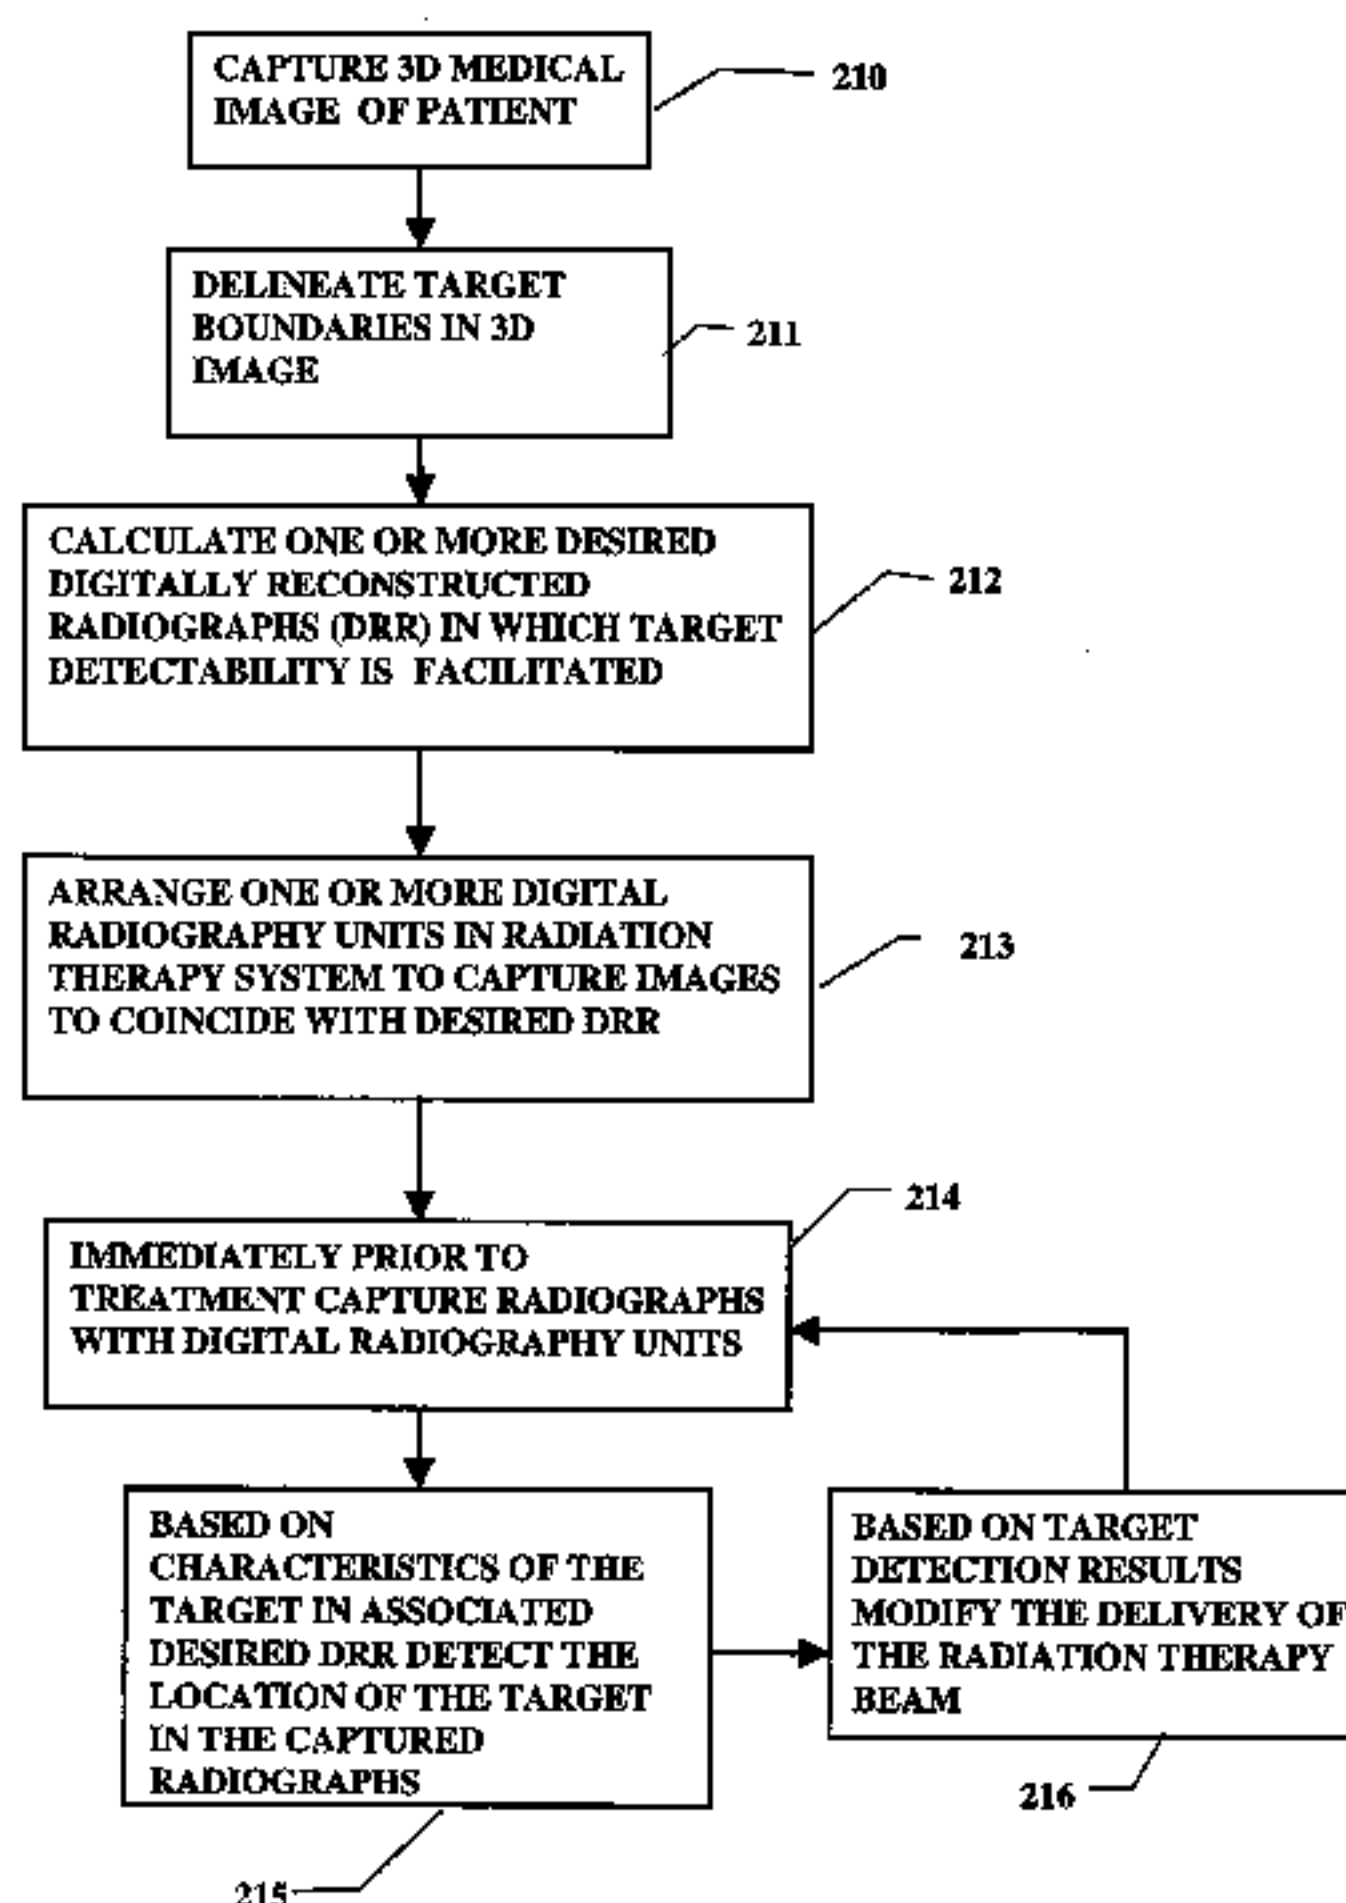 CAPTURE 3D MEDICAL
IMAGE OF PATIENT
210
DELINEATE TARGET
BOUNDARIES IN 3D
IMAGE
211
CALCULATE ONE OR MORE DESIRED
DIGITALLY RECONSTRUCTED
RADIOGRAPHS (DRR) IN WHICH TARGET
DETECTABILITY IS FACILITATED
212
ARRANGE ONE OR MORE DIGITAL
RADIOGRAPHY UNITS IN RADIATION
THERAPY SYSTEM TO CAPTURE IMAGES
TO COINCIDE WITH DESIRED DRR
213
214
IMMEDIATELY PRIOR TO
TREATMENT CAPTURE RADIOGRAPHS
WITH DIGITAL RADIOGRAPHY UNITS
BASED ON
CHARACTERISTICS OF THE
TARGET IN ASSOCIATED
DESIRED DRR DETECT THE
LOCATION OF THE TARGET
IN THE CAPTURED
RADIOGRAPHS
215
BASED ON TARGET
DETECTION RESULTS
MODIFY THE DELIVERY OF
THE RADIATION THERAPY
BEAM
216